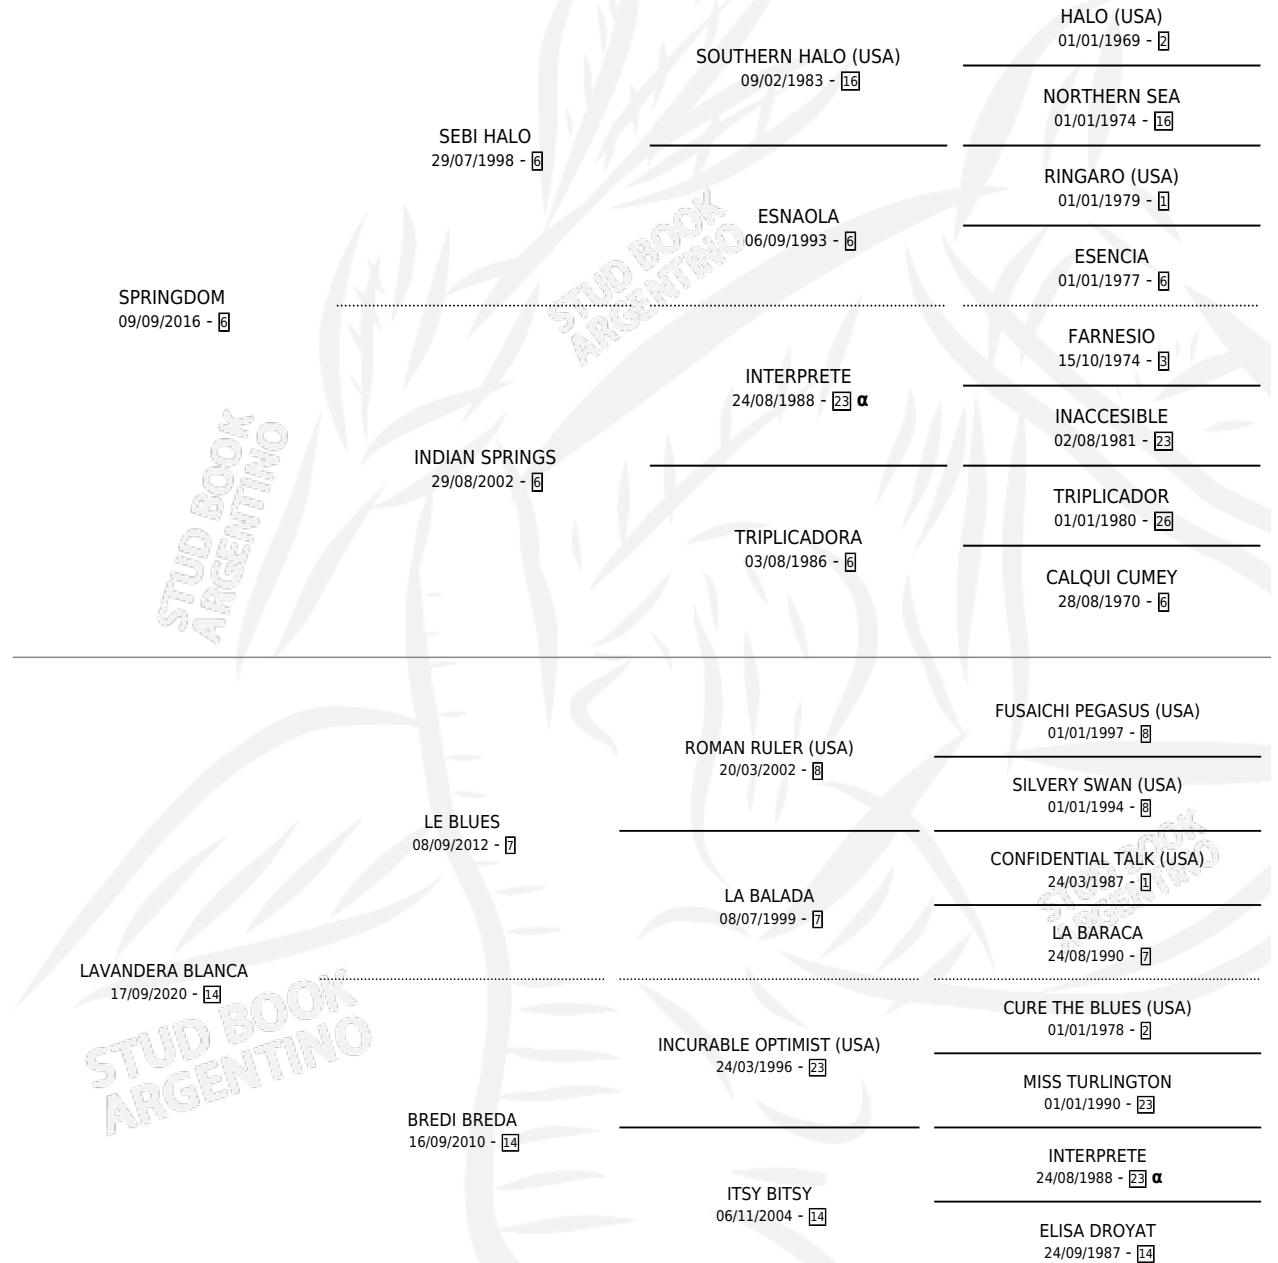 HALO (USA)
01/01/1969 - 2
SOUTHERN HALO (USA)
09/02/1983 - 16
NORTHERN SEA
01/01/1974 - 16
SEBI HALO
29/07/1998 - 6
RINGARO (USA)
01/01/1979 - 1
ESNAOLA
06/09/1993 - 6
ESENCIA
01/01/1977 - 6
SPRINGDOM
09/09/2016 - 6
FARNESIO
15/10/1974 - 3
INTERPRETE
24/08/1988 - 23 α
INACCESIBLE
02/08/1981 - 23
INDIAN SPRINGS
29/08/2002 - 6
TRIPLICADOR
01/01/1980 - 26
TRIPLICADORA
03/08/1986 - 6
CALQUI CUMEY
28/08/1970 - 6
FUSAICHI PEGASUS (USA)
01/01/1997 - 8
ROMAN RULER (USA)
20/03/2002 - 8
SILVERY SWAN (USA)
01/01/1994 - 8
LE BLUES
08/09/2012 - 7
CONFIDENTIAL TALK (USA)
24/03/1987 - 1
LA BALADA
08/07/1999 - 7
LA BARACA
24/08/1990 - 7
LAVANDERA BLANCA
17/09/2020 - 14
CURE THE BLUES (USA)
01/01/1978 - 2
INCURABLE OPTIMIST (USA)
24/03/1996 - 23
MISS TURLINGTON
01/01/1990 - 23
BREDI BREDA
16/09/2010 - 14
INTERPRETE
24/08/1988 - 23 α
ITSY BITSY
06/11/2004 - 14
ELISA DROYAT
24/09/1987 - 14
STUD BOOK
ARGENTINO
STUD BOOK
ARGENTINO
STUD BOOK
ARGENTINO
STUD BOOK
ARGENTINO